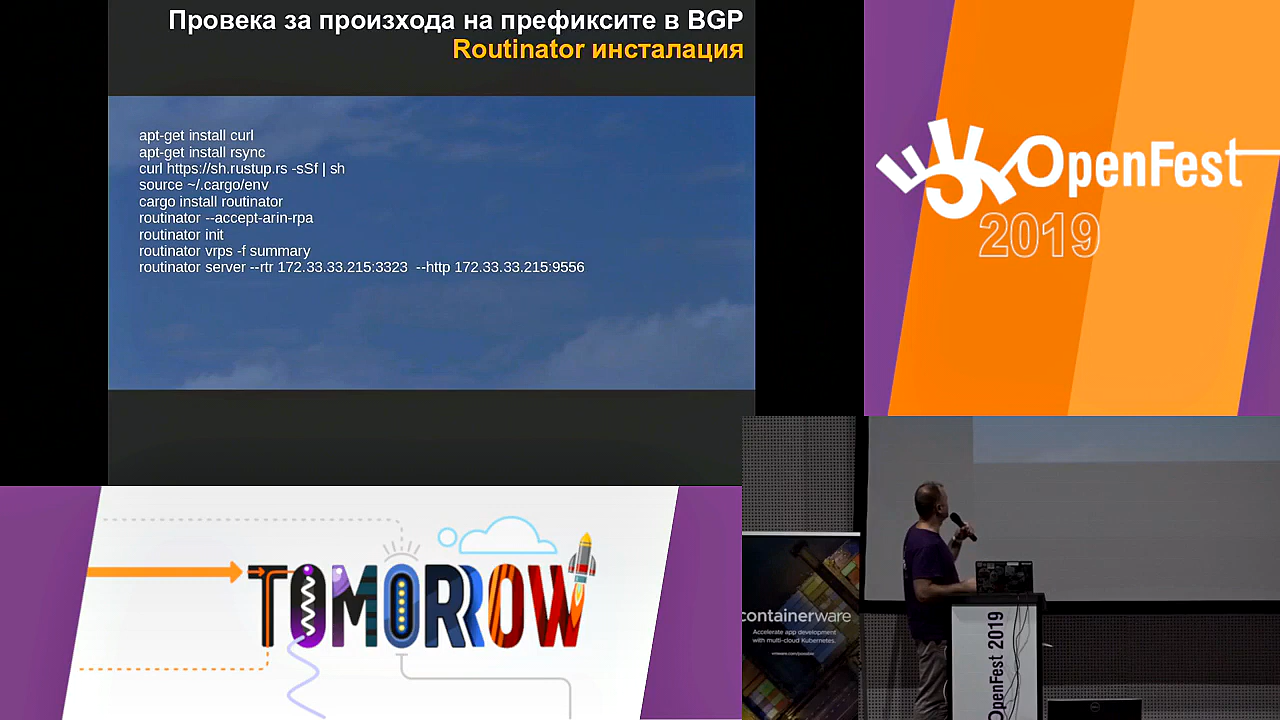 Провека за произхода на префиксите в BGP
Routinator инсталация
apt-get install curl
apt-get install rsync
curl https://sh.rustup.rs -sSf | sh
source ~/.cargo/env
cargo install routinator
routinator --accept-arin-rpa
routinator init
routinator vrps -f summary
routinator server --rtr 172.33.33.215:3323  --http 172.33.33.215:9556
OpenFest
2019
TOMORROW
containerware
Accelerate app development
with multi-cloud Kubernetes.
OpenFest 2019